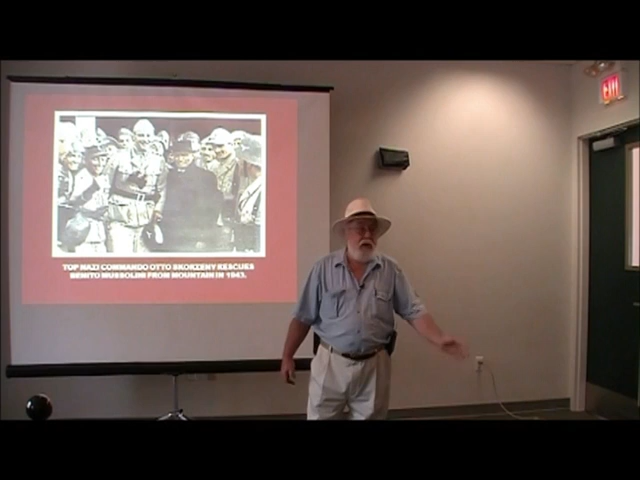 TOP NAZI COMMANDO OTTO SKORZENY RESCUES
BENITO MUSSOLINI FROM MOUNTAIN IN 1943.
EXIT